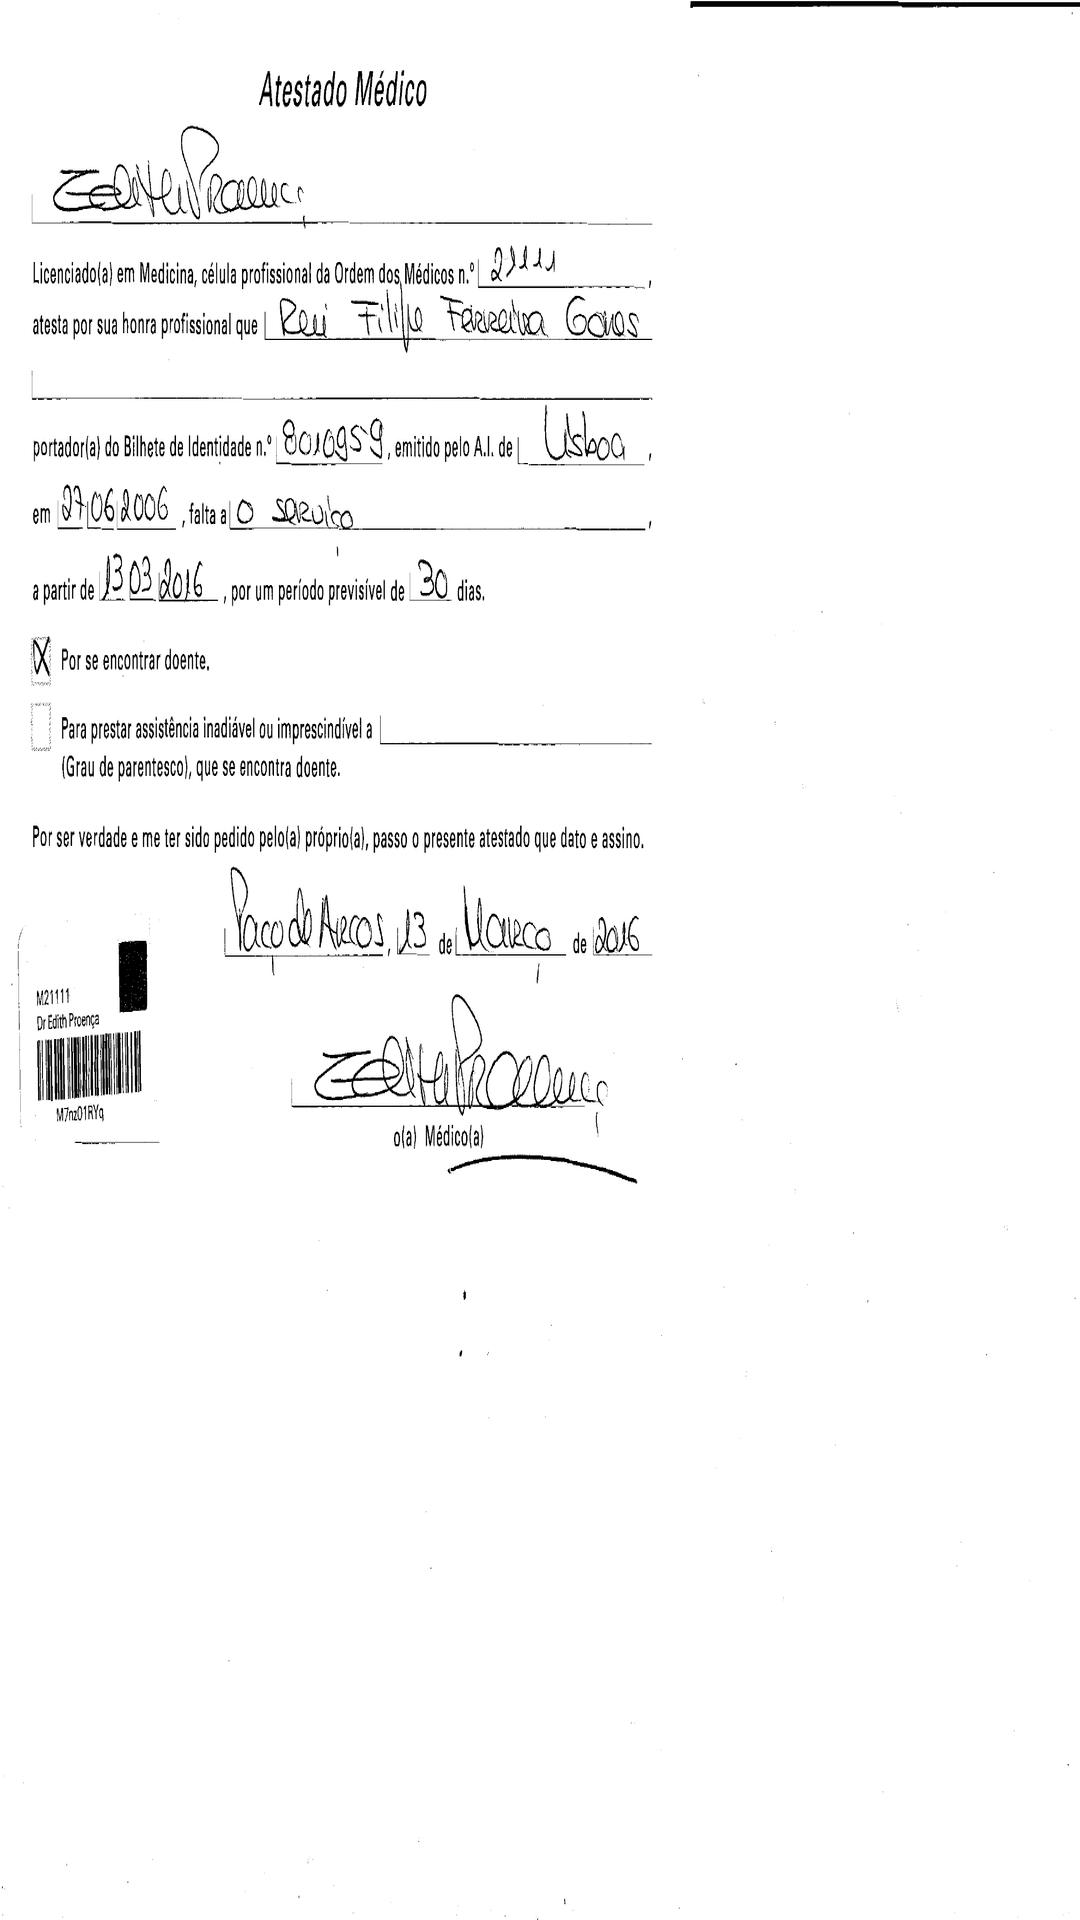 Atestado Médico
Edith Proença
Licenciado(a) em Medicina, célula profissional da Ordem dos Médicos n.º 21111,
atesta por sua honra profissional que Rui Filipe Ferreira
portador(a) do Bilhete de Identidade n.º 8010959, emitido pelo A.I. de Lisboa,
em 27 06 2006, falta a o serviço,
a partir de 13 03 2016, por um período previsível de 30 dias.
X Por se encontrar doente.
Para prestar assistência inadiável ou imprescindível a
(Grau de parentesco), que se encontra doente.
Por ser verdade e me ter sido pedido pelo(a) próprio(a), passo o presente atestado que dato e assino.
Paço de Arcos, 13 de Março de 2016
M21111
Dr Edith Proença
M7nz01RYq
Edith Proença
o(a) Médico(a)